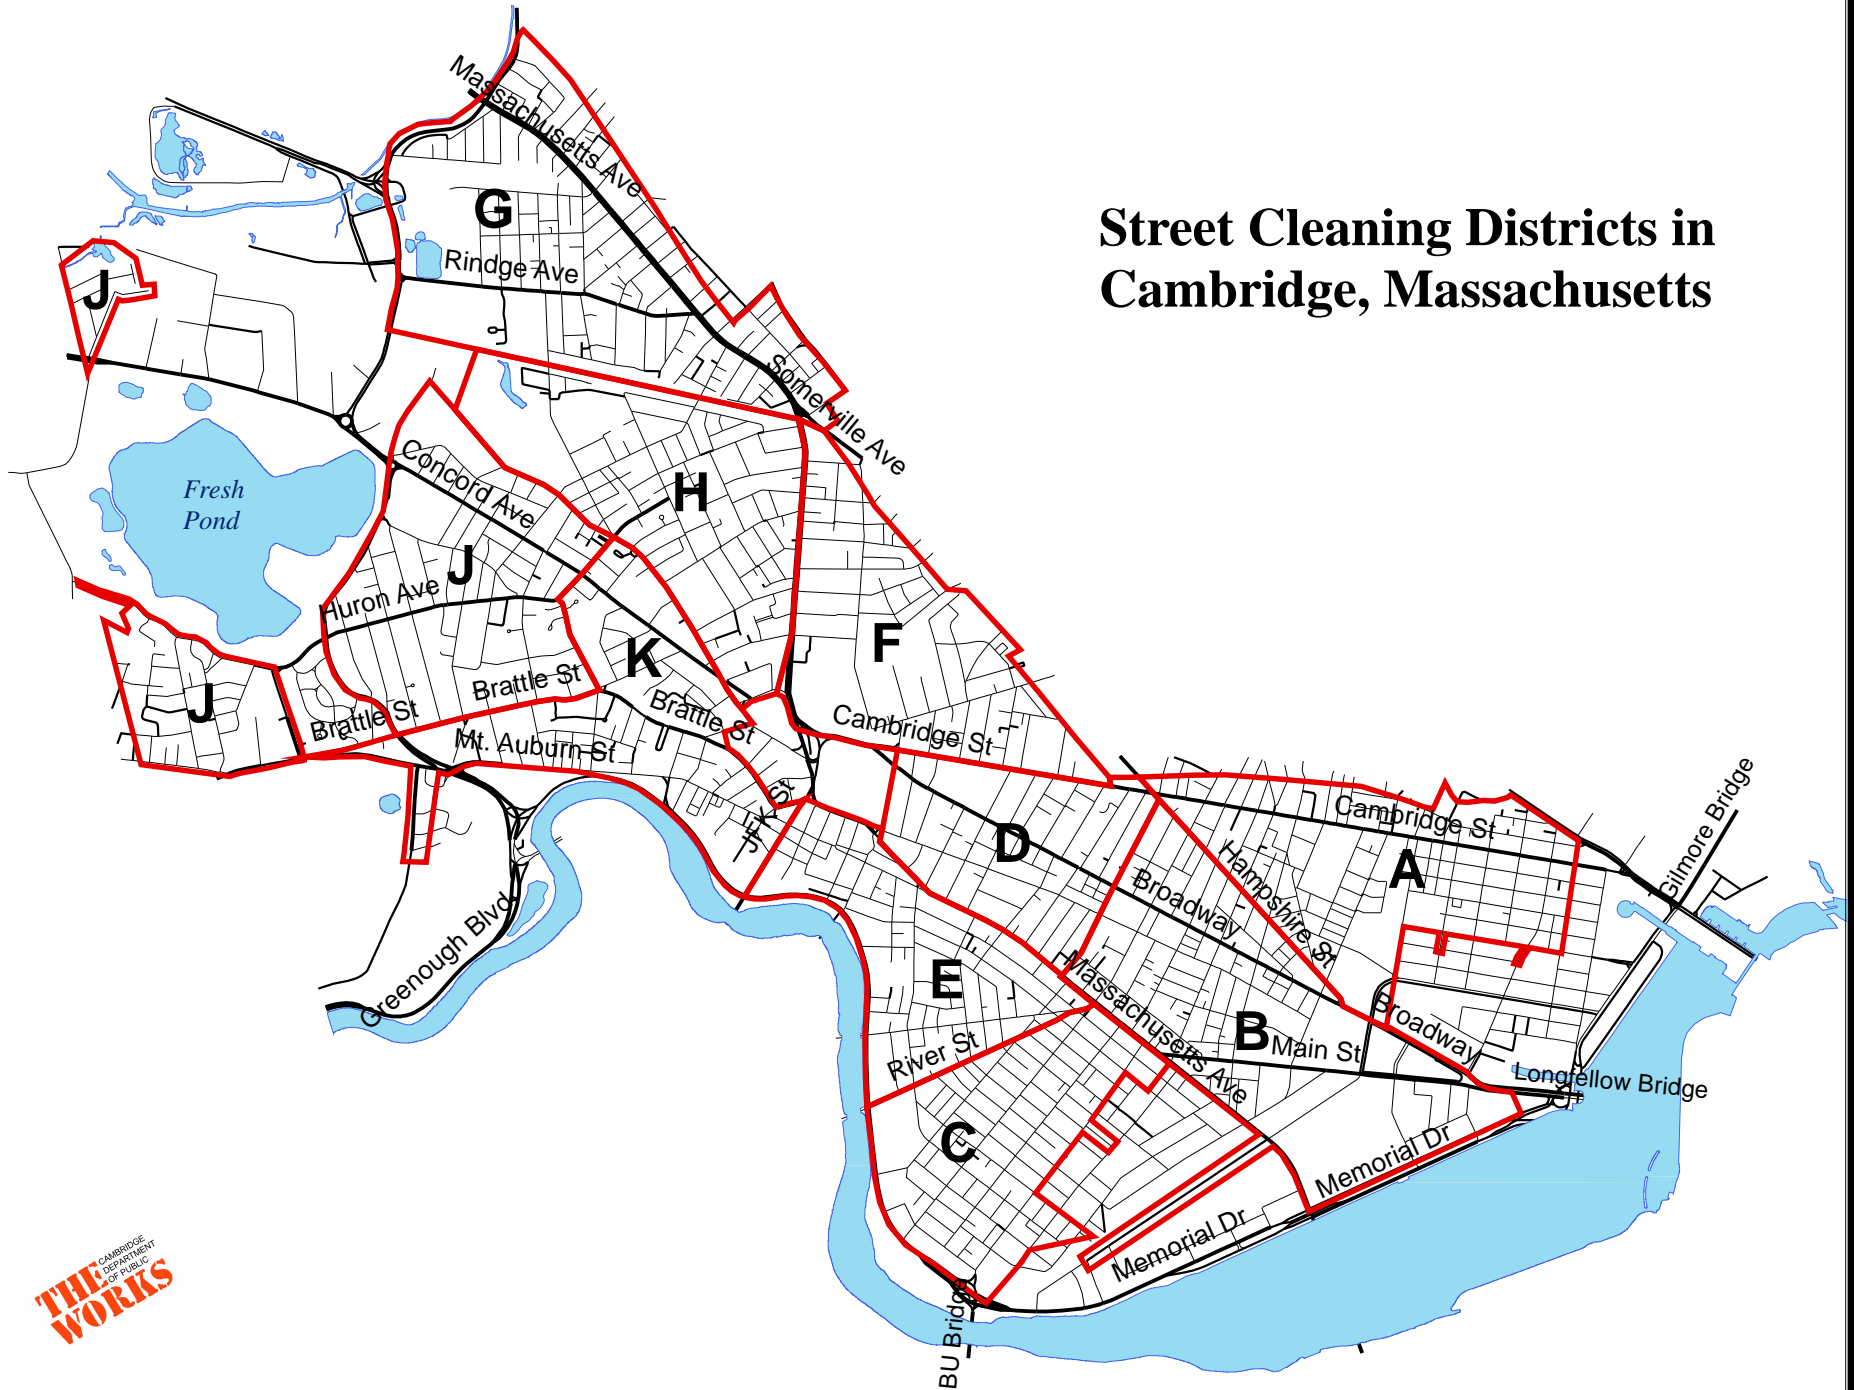 Street Cleaning Districts in
Cambridge, Massachusetts
Massachusetts Ave
G
Rindge Ave
J
Somerville Ave
Concord Ave
H
Fresh
Pond
J
Huron Ave
F
K
Brattle St
Brattle St
Brattle St
J
Cambridge St
Mt. Auburn St
JFK St
Gilmore Bridge
Cambridge St
D
Hampshire St
A
Broadway
Greenough Blvd
E
Massachusetts Ave
Broadway
B
Main St
River St
Longfellow Bridge
C
Memorial Dr
Memorial Dr
BU Bridge
THE
WORKS
CAMBRIDGE
DEPARTMENT
OF PUBLIC